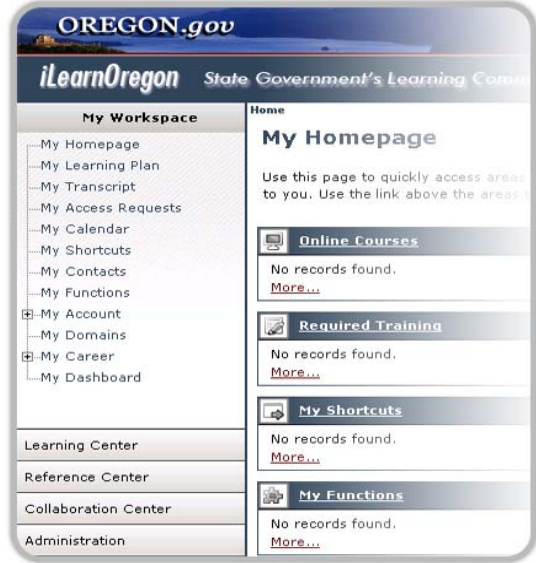 OREGON.gov
iLearnOregon State Government's Learning
My Workspace
My Homepage
My Learning Plan
My Transcript
My Access Requests
My Calendar
My Shortcuts
My Contacts
My Functions
My Account
My Domains
My Career
My Dashboard
Learning Center
Reference Center
Collaboration Center
Administration
Home
My Homepage
Use this page to quickly access areas
to you. Use the link above the areas
Online Courses
No records found.
More...
Required Training
No records found.
More...
My Shortcuts
No records found.
More...
My Functions
No records found.
More...